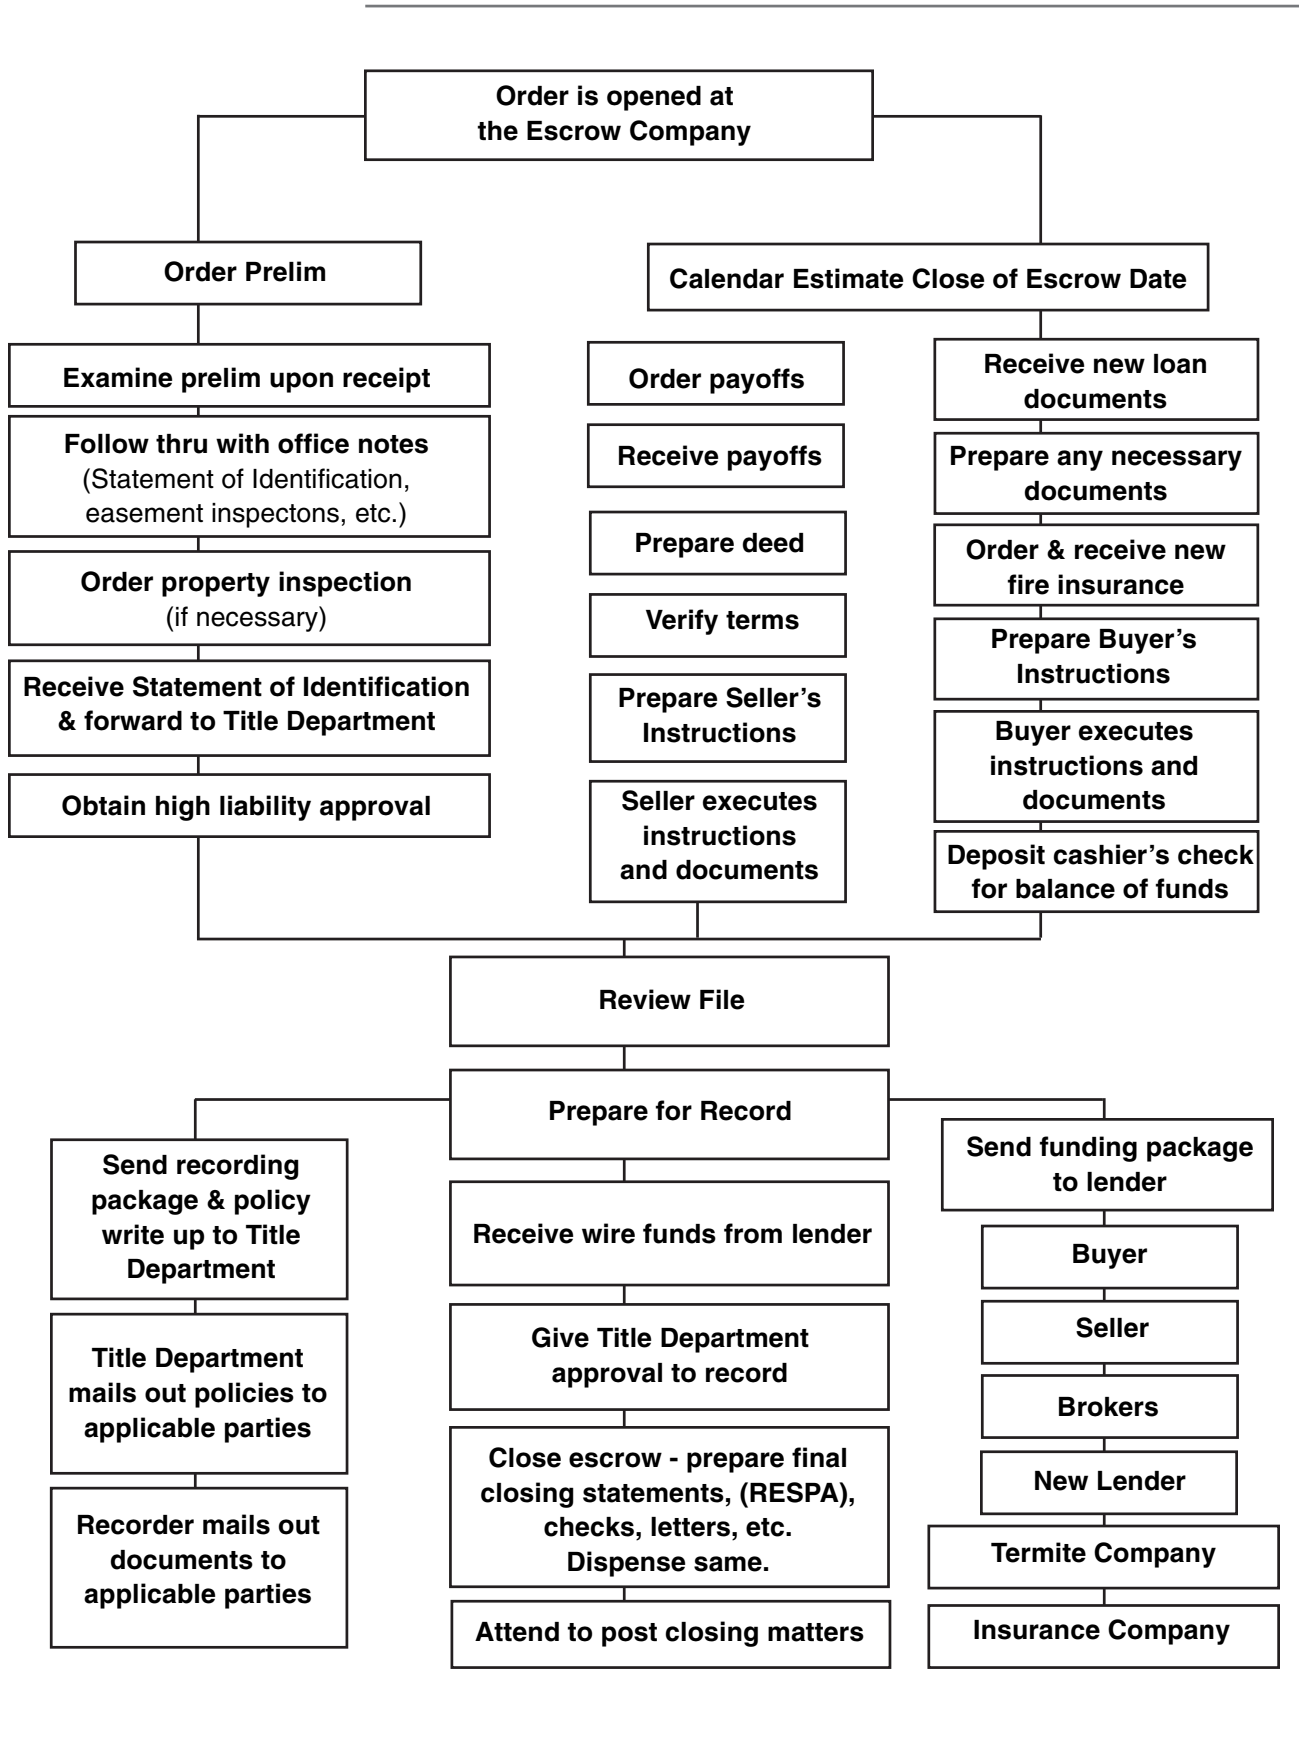 Order is opened at
the Escrow Company
Order Prelim
Calendar Estimate Close of Escrow Date
Examine prelim upon receipt
Follow thru with office notes
(Statement of Identification,
easement inspectons, etc.)
Order property inspection
(if necessary)
Receive Statement of Identification
& forward to Title Department
Obtain high liability approval
Order payoffs
Receive payoffs
Prepare deed
Verify terms
Prepare Seller's
Instructions
Seller executes
instructions
and documents
Receive new loan
documents
Prepare any necessary
documents
Order & receive new
fire insurance
Prepare Buyer's
Instructions
Buyer executes
instructions and
documents
Deposit cashier's check
for balance of funds
Review File
Prepare for Record
Send recording
package & policy
write up to Title
Department
Title Department
mails out policies to
applicable parties
Recorder mails out
documents to
applicable parties
Receive wire funds from lender
Give Title Department
approval to record
Close escrow - prepare final
closing statements, (RESPA),
checks, letters, etc.
Dispense same.
Attend to post closing matters
Send funding package
to lender
Buyer
Seller
Brokers
New Lender
Termite Company
Insurance Company